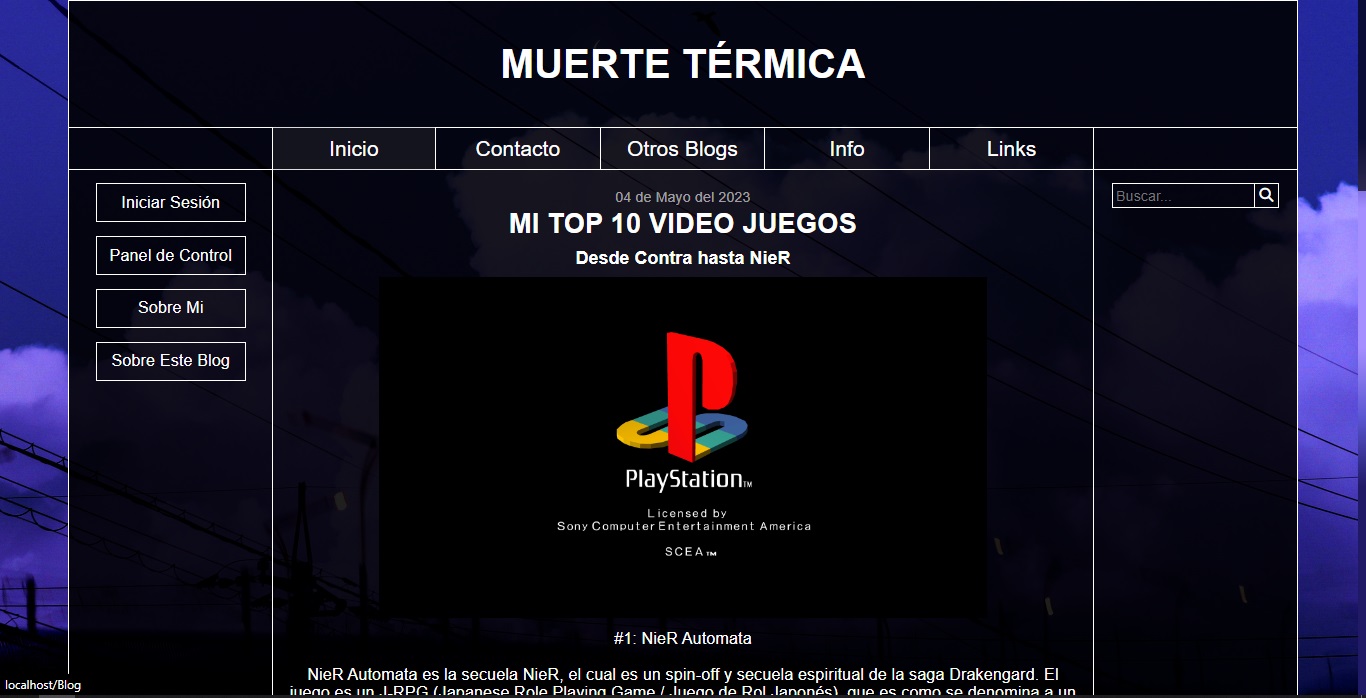 MUERTE TÉRMICA
Inicio Contacto Otros Blogs Info Links
Iniciar Sesión
Panel de Control
Sobre Mi
Sobre Este Blog
04 de Mayo del 2023
MI TOP 10 VIDEO JUEGOS
Desde Contra hasta NieR
PlayStation™
Licensed by
Sony Computer Entertainment America
SCEA™
#1: NieR Automata
NieR Automata es la secuela NieR, el cual es un spin-off y secuela espiritual de la saga Drakengard. El
juego es un J-RPG (Japanese Role Playing Game / Juego de Rol Japonés), que es como se denomina a un
Buscar...
localhost/Blog